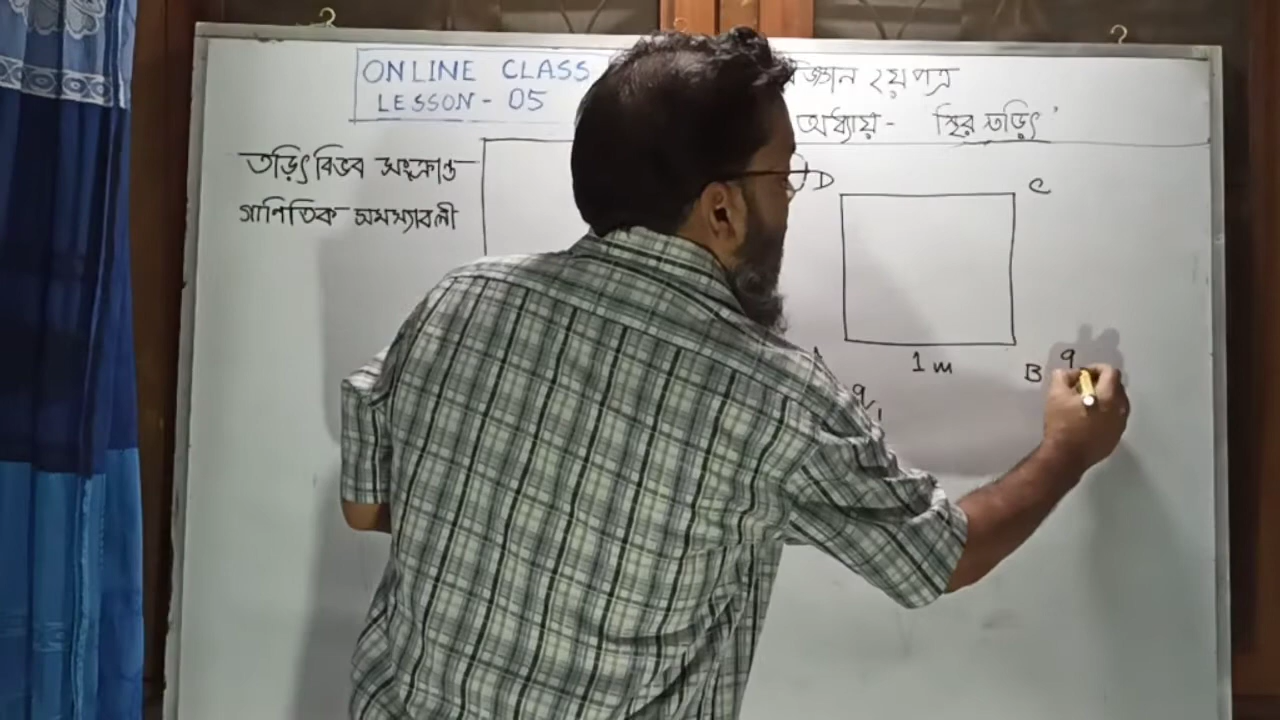 ONLINE CLASS
LESSON - 05
২য় পত্র
অধ্যায় - স্থির তড়িৎ'
তড়িৎ বিভব সংক্রান্ত
গাণিতিক সমস্যাবলী
D
C
1 m
B
q
q1